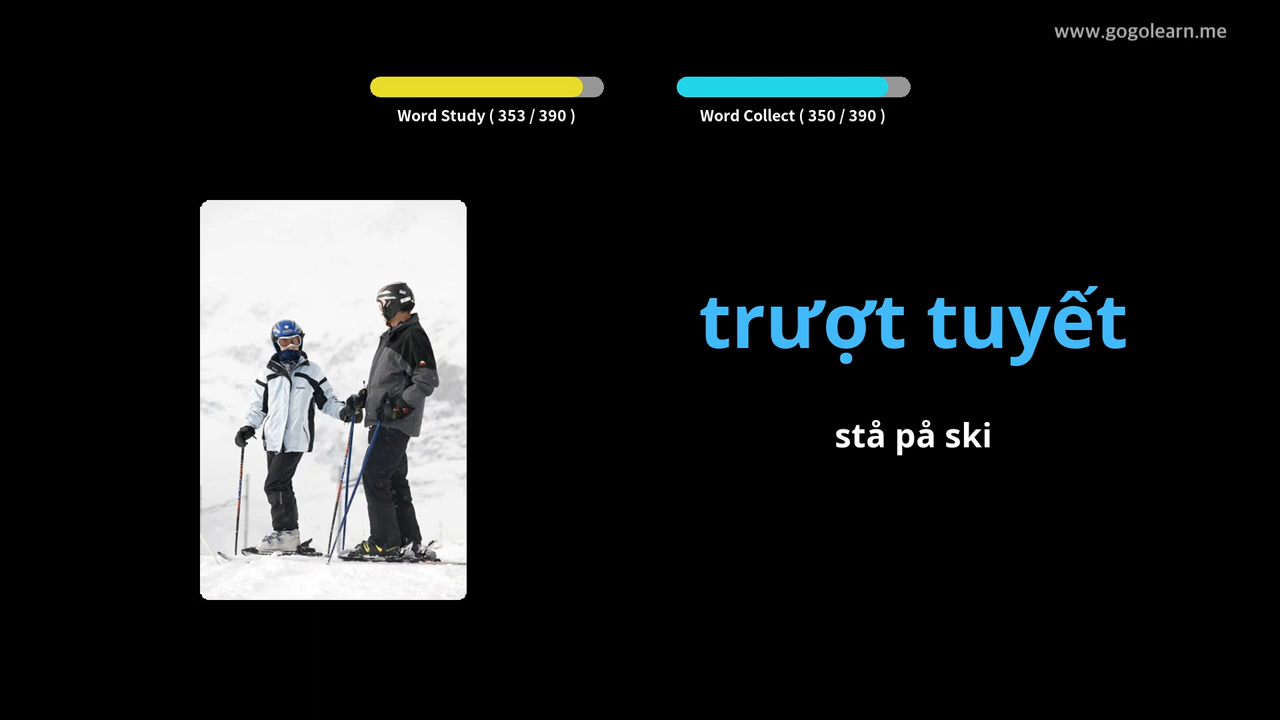 www.gogolearn.me
Word Study ( 353 / 390 )
Word Collect ( 350 / 390 )
trượt tuyết
stå på ski